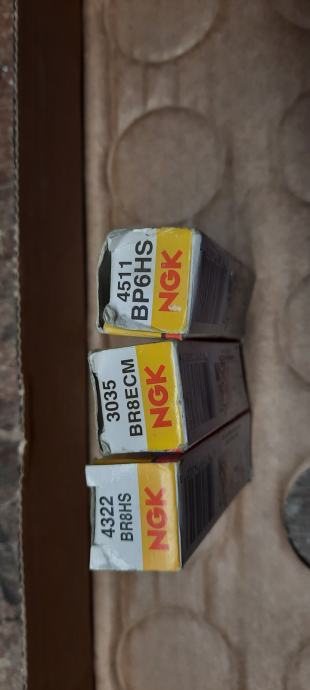 4511
BP6HS
NGK
3035
BR8ECM
NGK
4322
BR8HS
NGK